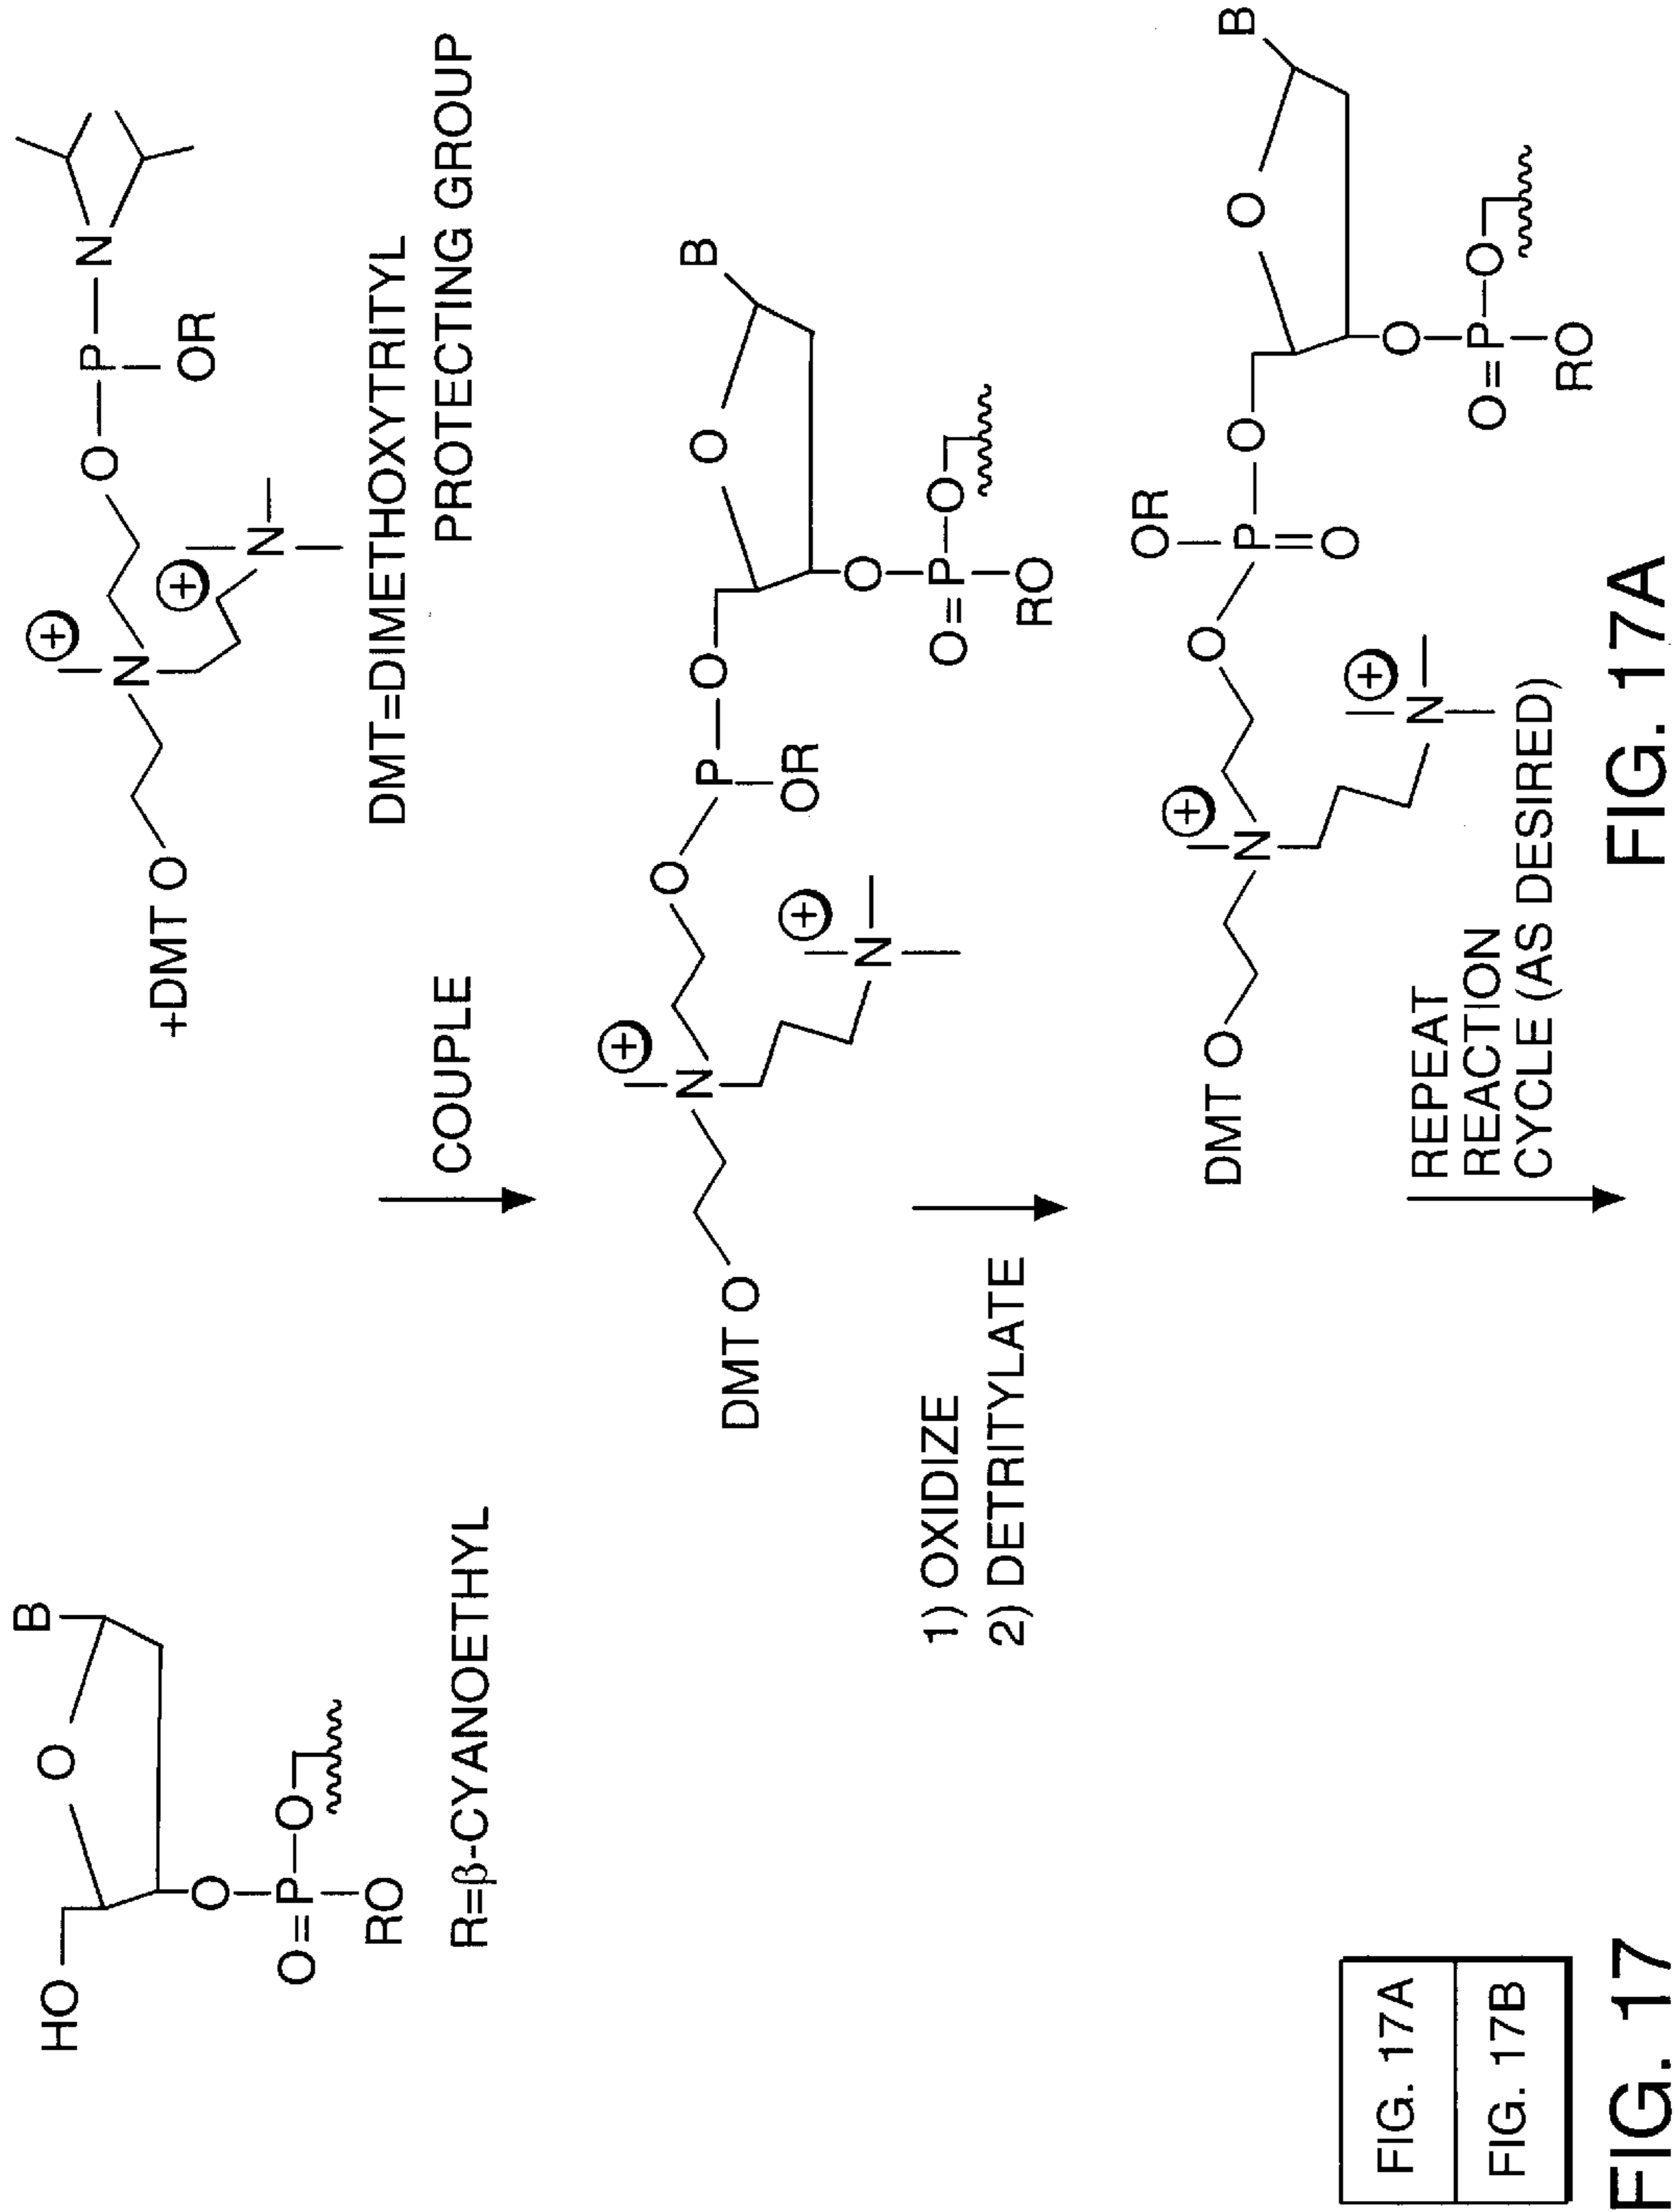 HO
O
B
O
O=P—O
RO
R=β-CYANOETHYL
+DMT O
N
+
+
N
O
P—N
OR
DMT=DIMETHOXYTRITYL
PROTECTING GROUP
COUPLE
DMT O
N
+
+
N
O
P—O
OR
O
B
O
O=P—O
RO
1) OXIDIZE
2) DETRITYLATE
DMT O
N
+
+
N
O
OR
P—O
O
O
B
O
O=P—O
RO
REPEAT
REACTION
CYCLE (AS DESIRED)
FIG. 17A
FIG. 17B
FIG. 17
FIG. 17A